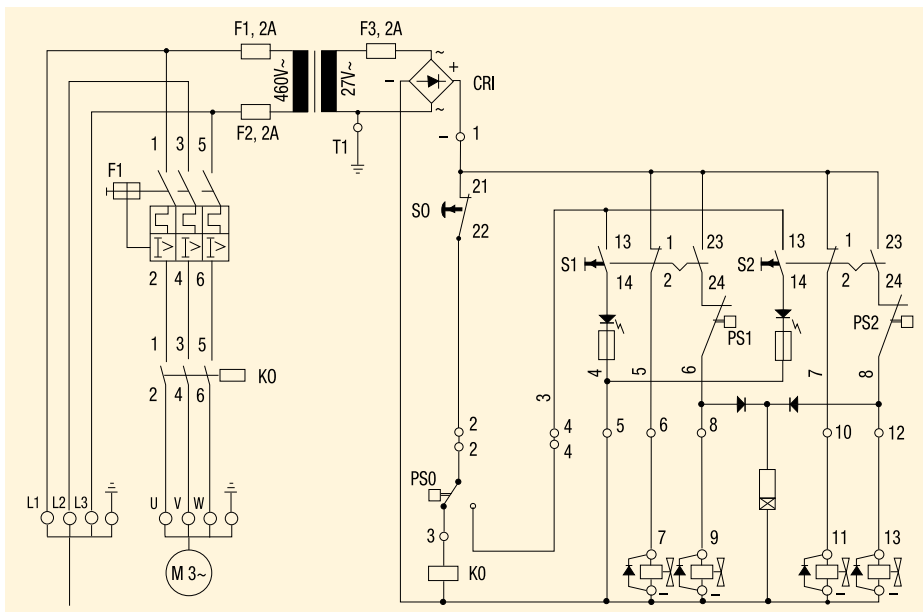 F1, 2A
F3, 2A
460V~
27V~
~
+
−
CRI
~
F2, 2A
T1
− 1
1 3 5
F1
I> I> I>
2 4 6
1 3 5
K0
2 4 6
L1 L2 L3
U V W
M 3~
S0
21
22
2
2
PS0
3
K0
3
4
4
S1
13
14
1
2
23
24
PS1
S2
13
14
1
2
23
24
PS2
4
5
6
7
8
5
6
8
10
12
7
9
11
13
−
−
−
−